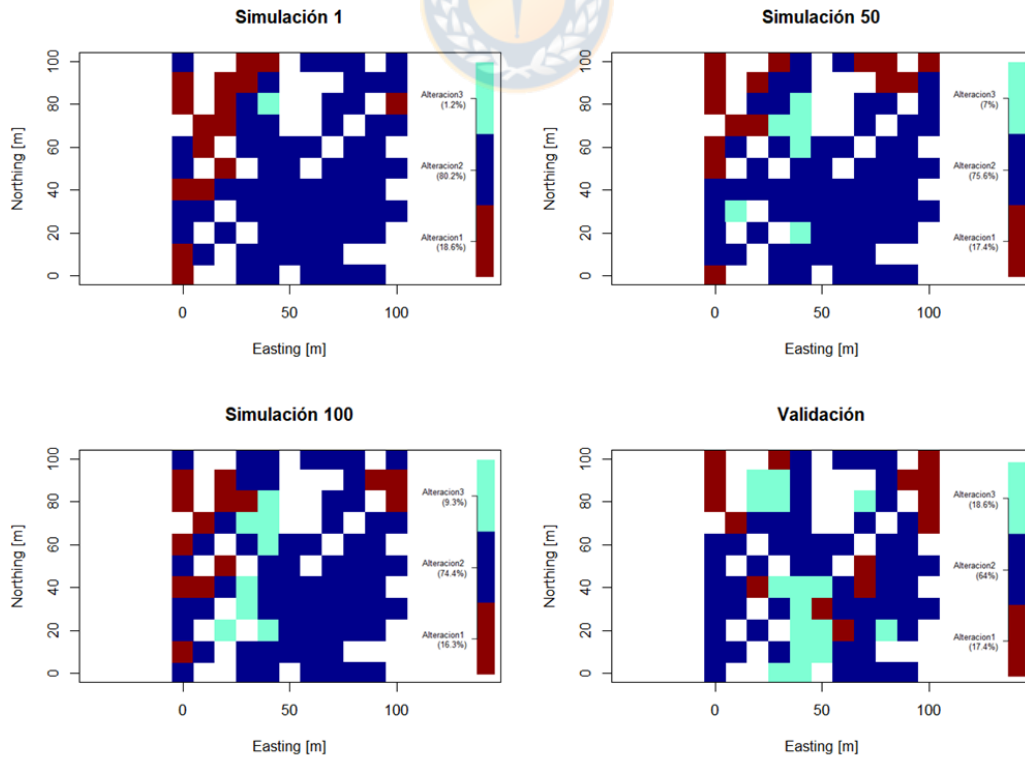 Simulación 1
Northing [m]
100
80
60
40
20
0
0
50
100
Easting [m]
Alteracion3
(1.2%)
Alteracion2
(80.2%)
Alteracion1
(18.6%)
Simulación 50
Northing [m]
100
80
60
40
20
0
0
50
100
Easting [m]
Alteracion3
(7%)
Alteracion2
(75.6%)
Alteracion1
(17.4%)
Simulación 100
Northing [m]
100
80
60
40
20
0
0
50
100
Easting [m]
Alteracion3
(9.3%)
Alteracion2
(74.4%)
Alteracion1
(16.3%)
Validación
Northing [m]
100
80
60
40
20
0
0
50
100
Easting [m]
Alteracion3
(18.6%)
Alteracion2
(64%)
Alteracion1
(17.4%)